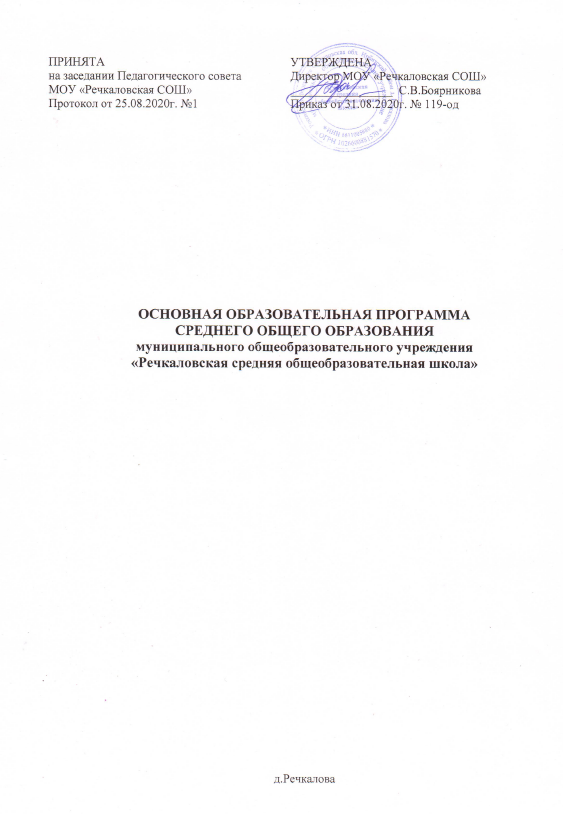 ПРИНЯТА
на заседании Педагогического совета
МОУ «Речкаловская СОШ»
Протокол от 25.08.2020г. №1
УТВЕРЖДЕНА
Директор МОУ «Речкаловская СОШ»
С.В.Боярникова
Приказ от 31.08.2020г. № 119-од
ОСНОВНАЯ ОБРАЗОВАТЕЛЬНАЯ ПРОГРАММА
СРЕДНЕГО ОБЩЕГО ОБРАЗОВАНИЯ
муниципального общеобразовательного учреждения
«Речкаловская средняя общеобразовательная школа»
д.Речкалова